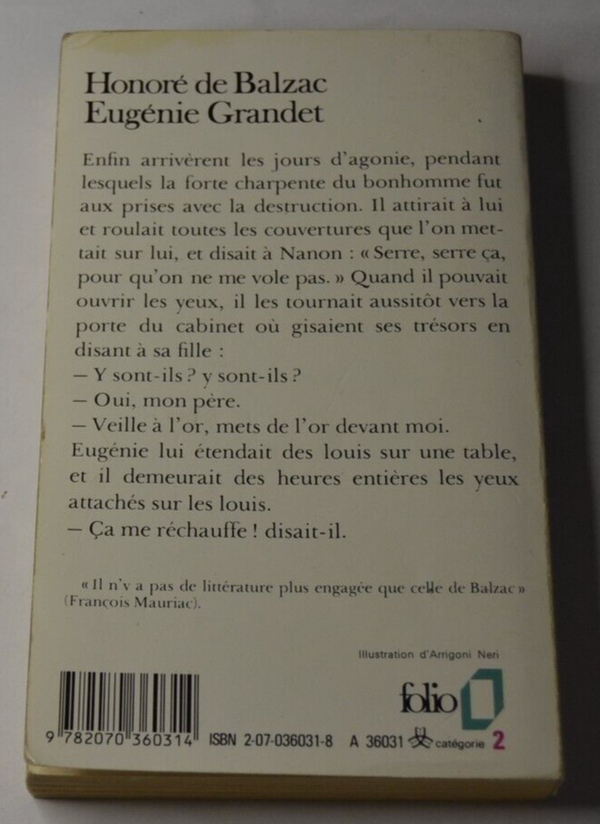 Honoré de Balzac
Eugénie Grandet
Enfin arrivèrent les jours d'agonie, pendant
lesquels la forte charpente du bonhomme fut
aux prises avec la destruction. Il attirait à lui
et roulait toutes les couvertures que l'on met-
tait sur lui, et disait à Nanon : « Serre, serre ça,
pour qu'on ne me vole pas. » Quand il pouvait
ouvrir les yeux, il les tournait aussitôt vers la
porte du cabinet où gisaient ses trésors en
disant à sa fille :
– Y sont-ils ? y sont-ils ?
– Oui, mon père.
– Veille à l'or, mets de l'or devant moi.
Eugénie lui étendait des louis sur une table,
et il demeurait des heures entières les yeux
attachés sur les louis.
– Ça me réchauffe ! disait-il.
« Il n'y a pas de littérature plus engagée que celle de Balzac »
(François Mauriac).
Illustration d'Arrigoni Neri
folio
9 782070 360314 ISBN 2-07-036031-8 A 36031 catégorie 2